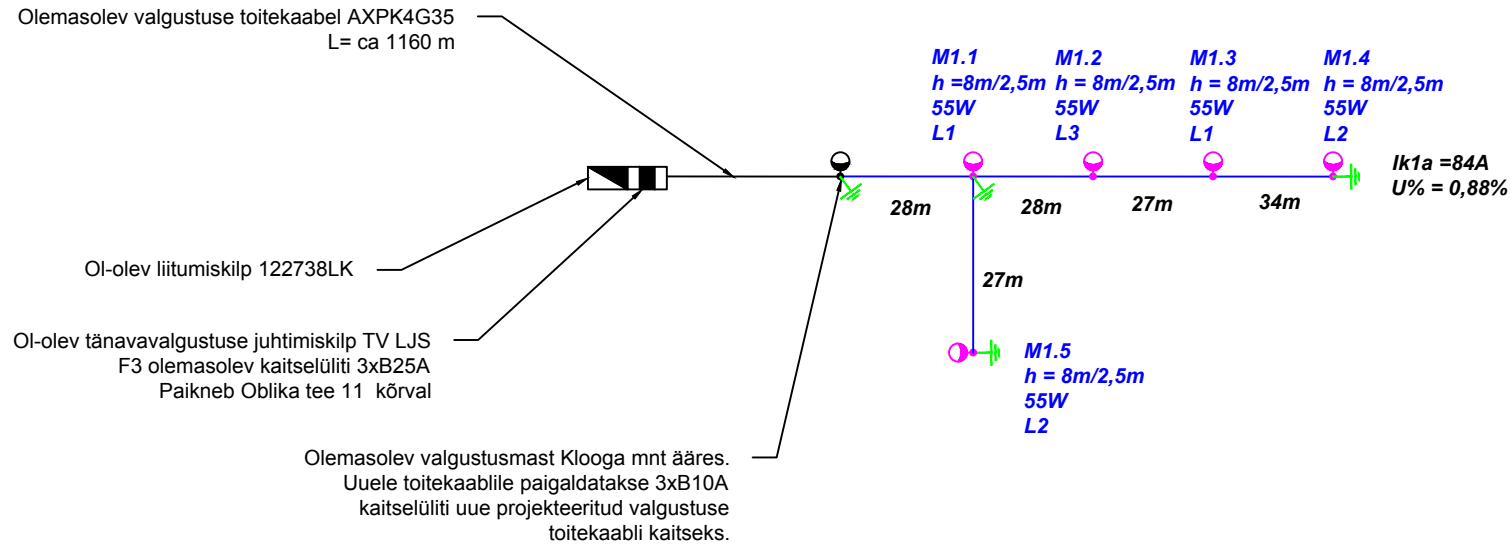 Olemasolev valgustuse toitekaabel AXPK4G35
L= ca 1160 m
M1.1
h =8m/2,5m
55W
L1
M1.2
h = 8m/2,5m
55W
L3
M1.3
h = 8m/2,5m
55W
L1
M1.4
h = 8m/2,5m
55W
L2
Ik1a =84A
U% = 0,88%
28m
28m
27m
34m
Ol-olev liitumiskilp 122738LK
27m
Ol-olev tänavavalgustuse juhtimiskilp TV LJS
F3 olemasolev kaitselüliti 3xB25A
Paikneb Oblika tee 11 kõrval
M1.5
h = 8m/2,5m
55W
L2
Olemasolev valgustusmast Klooga mnt ääres.
Uuele toitekaablile paigaldatakse 3xB10A
kaitselüliti uue projekteeritud valgustuse
toitekaabli kaitseks.